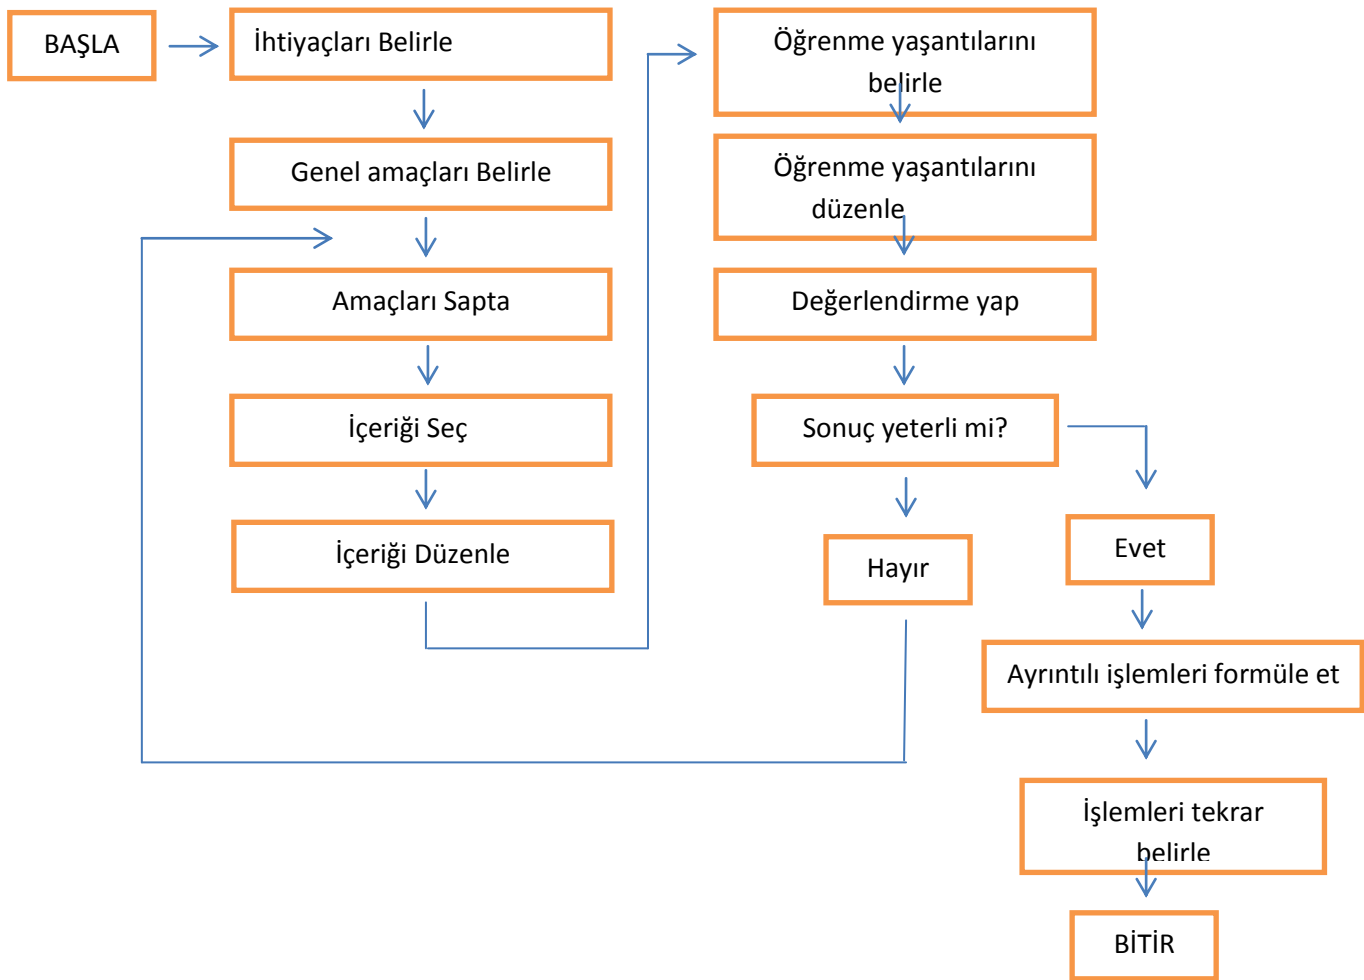 BAŞLA
İhtiyaçları Belirle
Genel amaçları Belirle
Amaçları Sapta
İçeriği Seç
İçeriği Düzenle
Öğrenme yaşantılarını
belirle
Öğrenme yaşantılarını
düzenle
Değerlendirme yap
Sonuç yeterli mi?
Hayır
Evet
Ayrıntılı işlemleri formüle et
İşlemleri tekrar
belirle
BİTİR